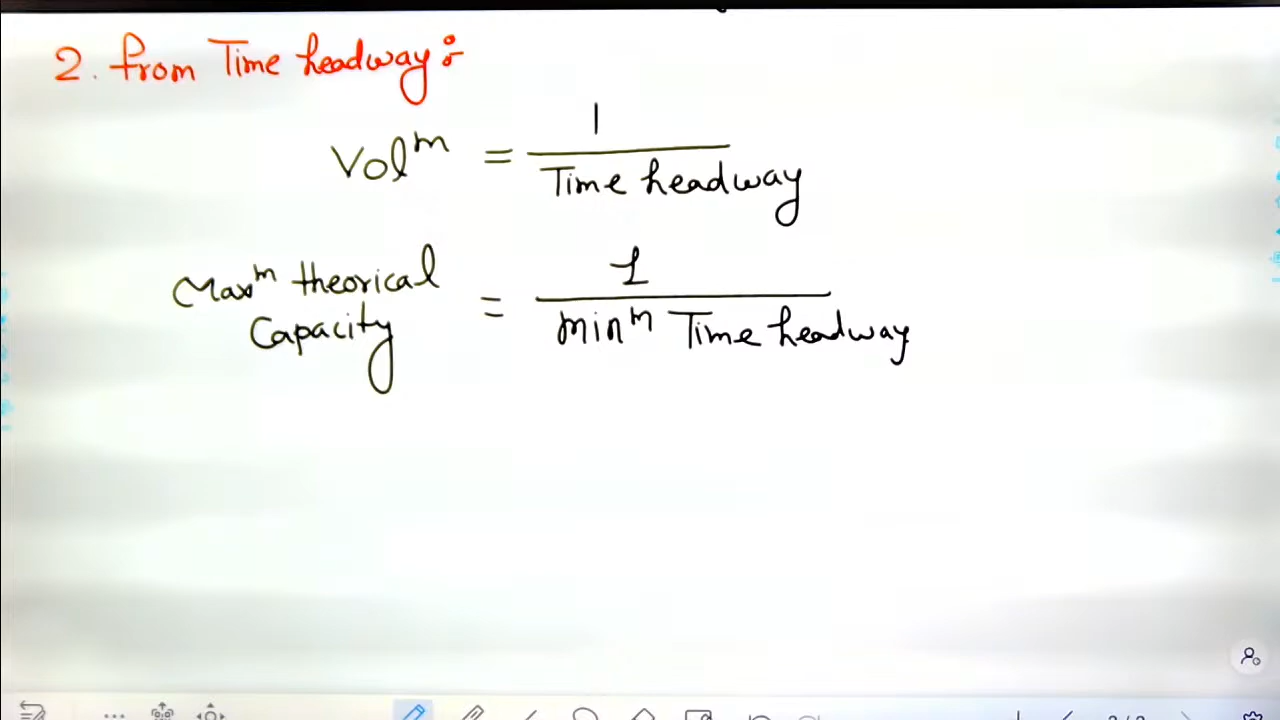 2. from Time headway :-
Vol^m = 1 / Time headway
Max^m theorical Capacity = 1 / min^m Time headway